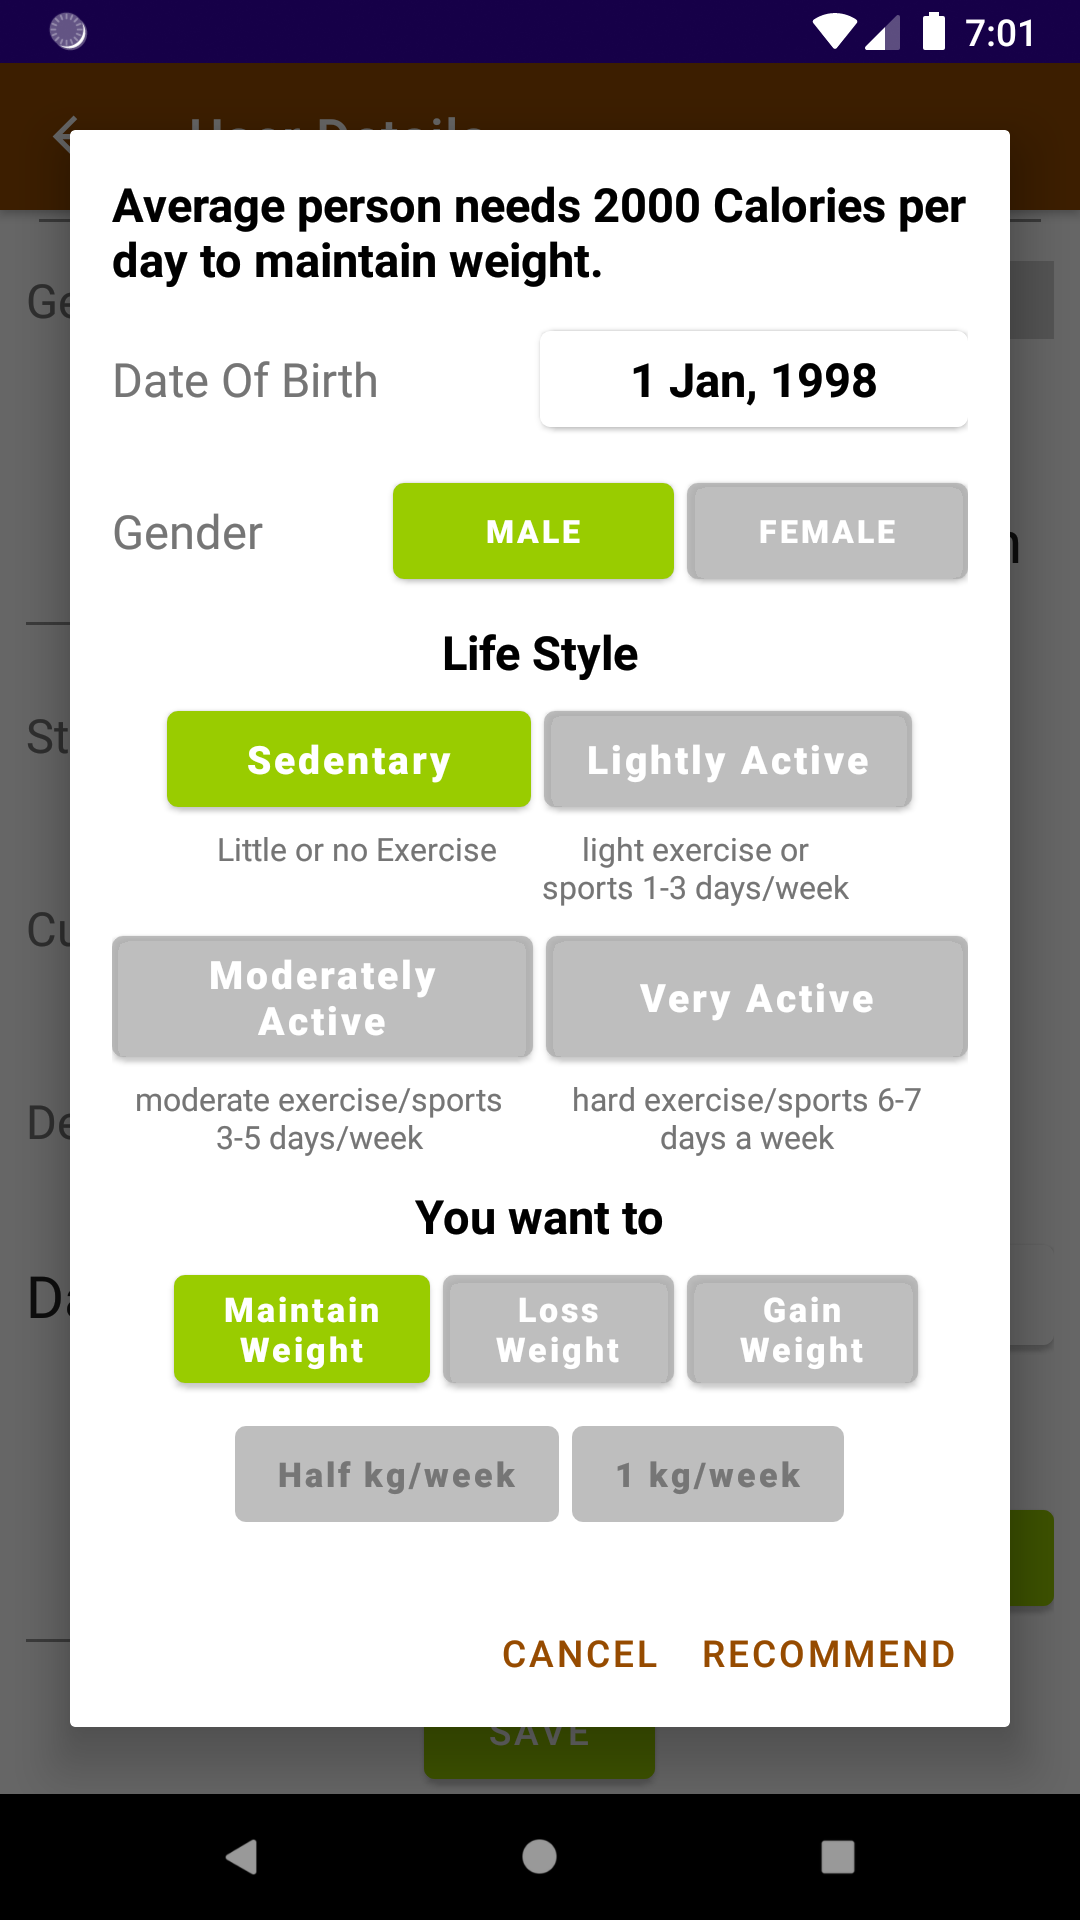 7:01
User Details
Average person needs 2000 Calories per
day to maintain weight.
Date Of Birth
1 Jan, 1998
Gender
MALE
FEMALE
Life Style
Sedentary
Lightly Active
Little or no Exercise
light exercise or
sports 1-3 days/week
Moderately
Active
Very Active
moderate exercise/sports
3-5 days/week
hard exercise/sports 6-7
days a week
You want to
Maintain
Weight
Loss
Weight
Gain
Weight
Half kg/week
1 kg/week
CANCEL
RECOMMEND
SAVE